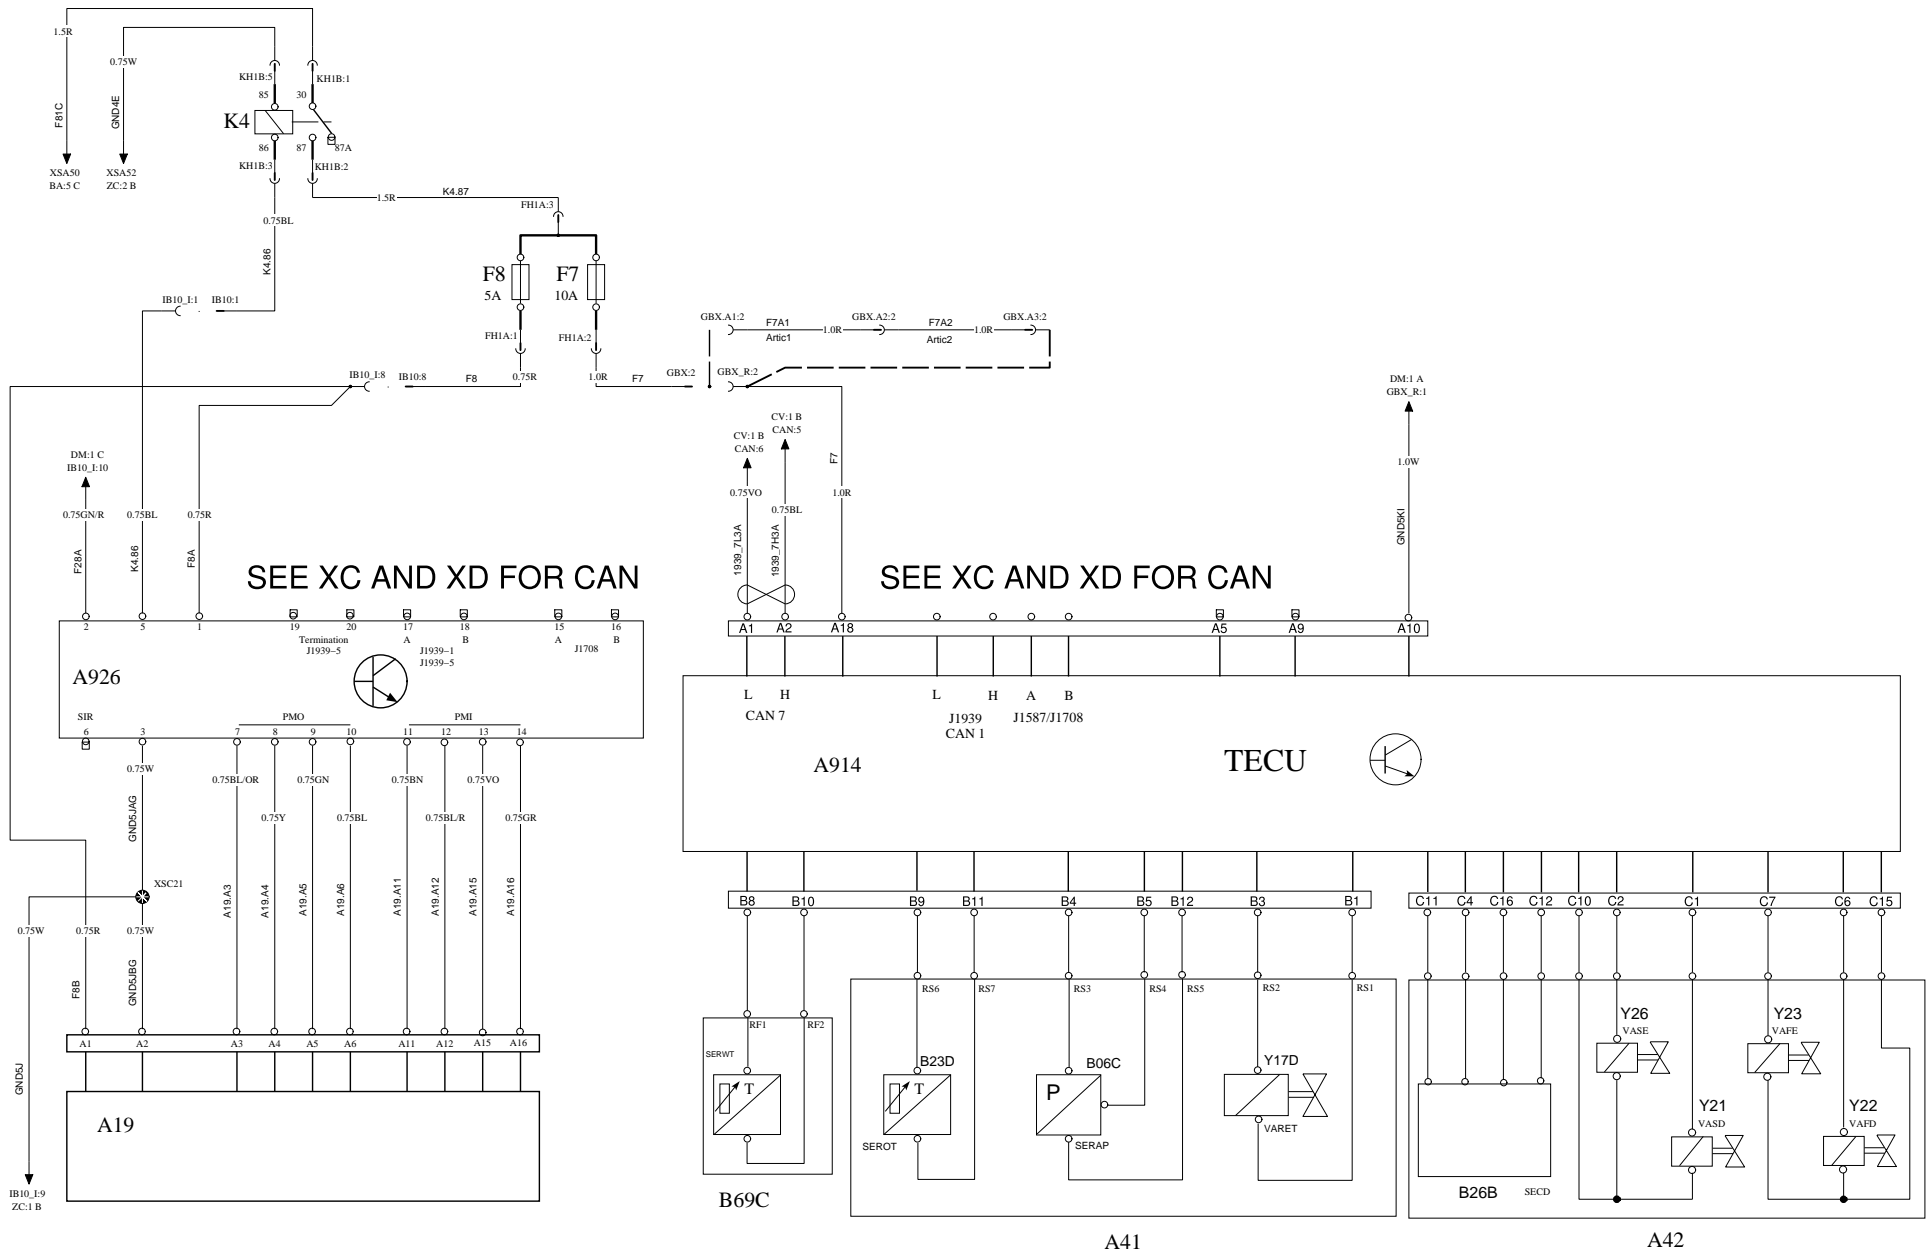 1.5R
0.75W
F81C
GND4E
XSA50
BA:5 C
XSA52
ZC:2 B
KH1B:5
KH1B:1
85
30
K4
86
87
87A
KH1B:3
KH1B:2
0.75BL
K4.86
1.5R
K4.87
FH1A:3
F8
5A
F7
10A
FH1A:1
FH1A:2
IB10_I:1
IB10:1
GBX.A1:2
F7A1
Artic1
1.0R
GBX.A2:2
F7A2
Artic2
1.0R
GBX.A3:2
IB10_I:8
IB10:8
F8
0.75R
1.0R
F7
GBX:2
GBX_R:2
DM:1 A
GBX_R:1
CV:1 B
CAN:6
CV:1 B
CAN:5
F7
1.0W
DM:1 C
IB10_I:10
0.75VO
0.75BL
1.0R
0.75GN/R
0.75BL
0.75R
F28A
K4.86
F8A
1939_7L3A
1939_7H3A
GND5KI
SEE XC AND XD FOR CAN
SEE XC AND XD FOR CAN
2
5
1
19
20
17
18
15
16
Termination
J1939-5
A
B
J1939-1
J1939-5
A
B
J1708
A926
A1
A2
A18
A5
A9
A10
L
H
CAN 7
L
H
A
B
J1939
CAN 1
J1587/J1708
A914
TECU
SIR
PMO
PMI
6
3
7
8
9
10
11
12
13
14
0.75W
0.75BL/OR
0.75Y
0.75GN
0.75BL
0.75BN
0.75BL/R
0.75VO
0.75GR
GND5JAG
XSC21
A19.A3
A19.A4
A19.A5
A19.A6
A19.A11
A19.A12
A19.A15
A19.A16
0.75W
0.75R
0.75W
F8B
GND5JBG
GND5J
A1
A2
A3
A4
A5
A6
A11
A12
A15
A16
A19
IB10_I:9
ZC:1 B
B8
B10
B9
B11
B4
B5
B12
B3
B1
C11
C4
C16
C12
C10
C2
C1
C7
C6
C15
RS6
RS7
RS3
RS4
RS5
RS2
RS1
RF1
RF2
SERWT
T
B69C
B23D
T
SEROT
B06C
P
SERAP
Y17D
VARET
A41
Y26
VASE
Y23
VAFE
Y21
VASD
Y22
VAFD
B26B
SECD
A42